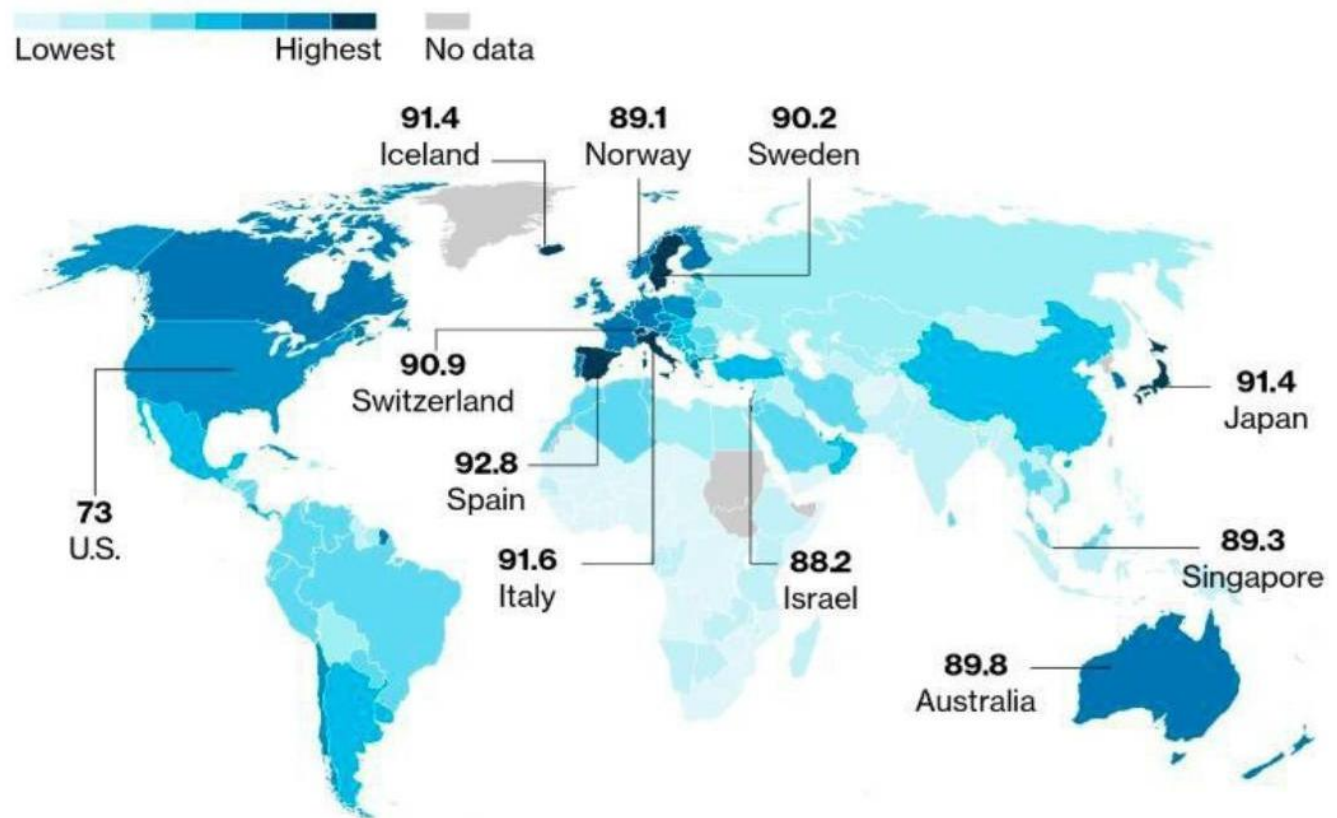 Lowest Highest No data
91.4
Iceland
89.1
Norway
90.2
Sweden
90.9
Switzerland
91.4
Japan
92.8
Spain
73
U.S.
91.6
Italy
88.2
Israel
89.3
Singapore
89.8
Australia